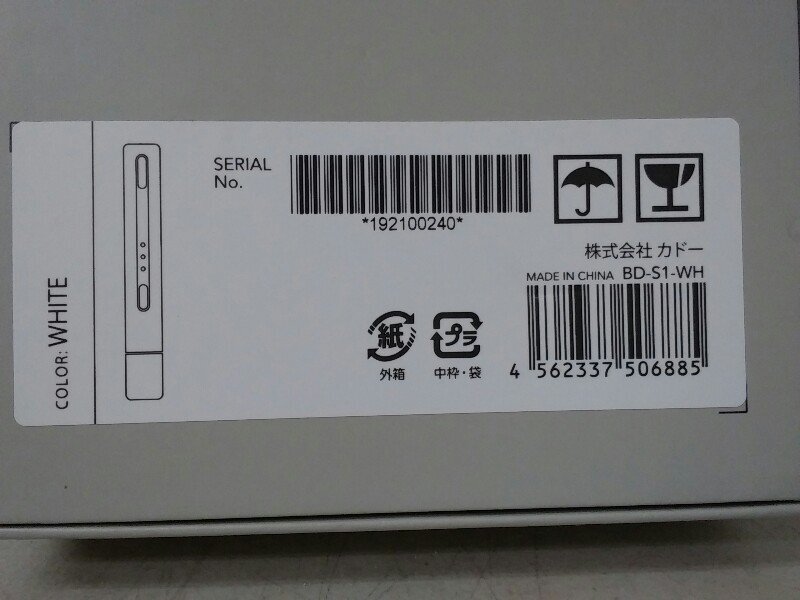 COLOR: WHITE
SERIAL
No.
*192100240*
株式会社 カドー
MADE IN CHINA BD-S1-WH
紙
外箱
プラ
中枠・袋
4 562337 506885